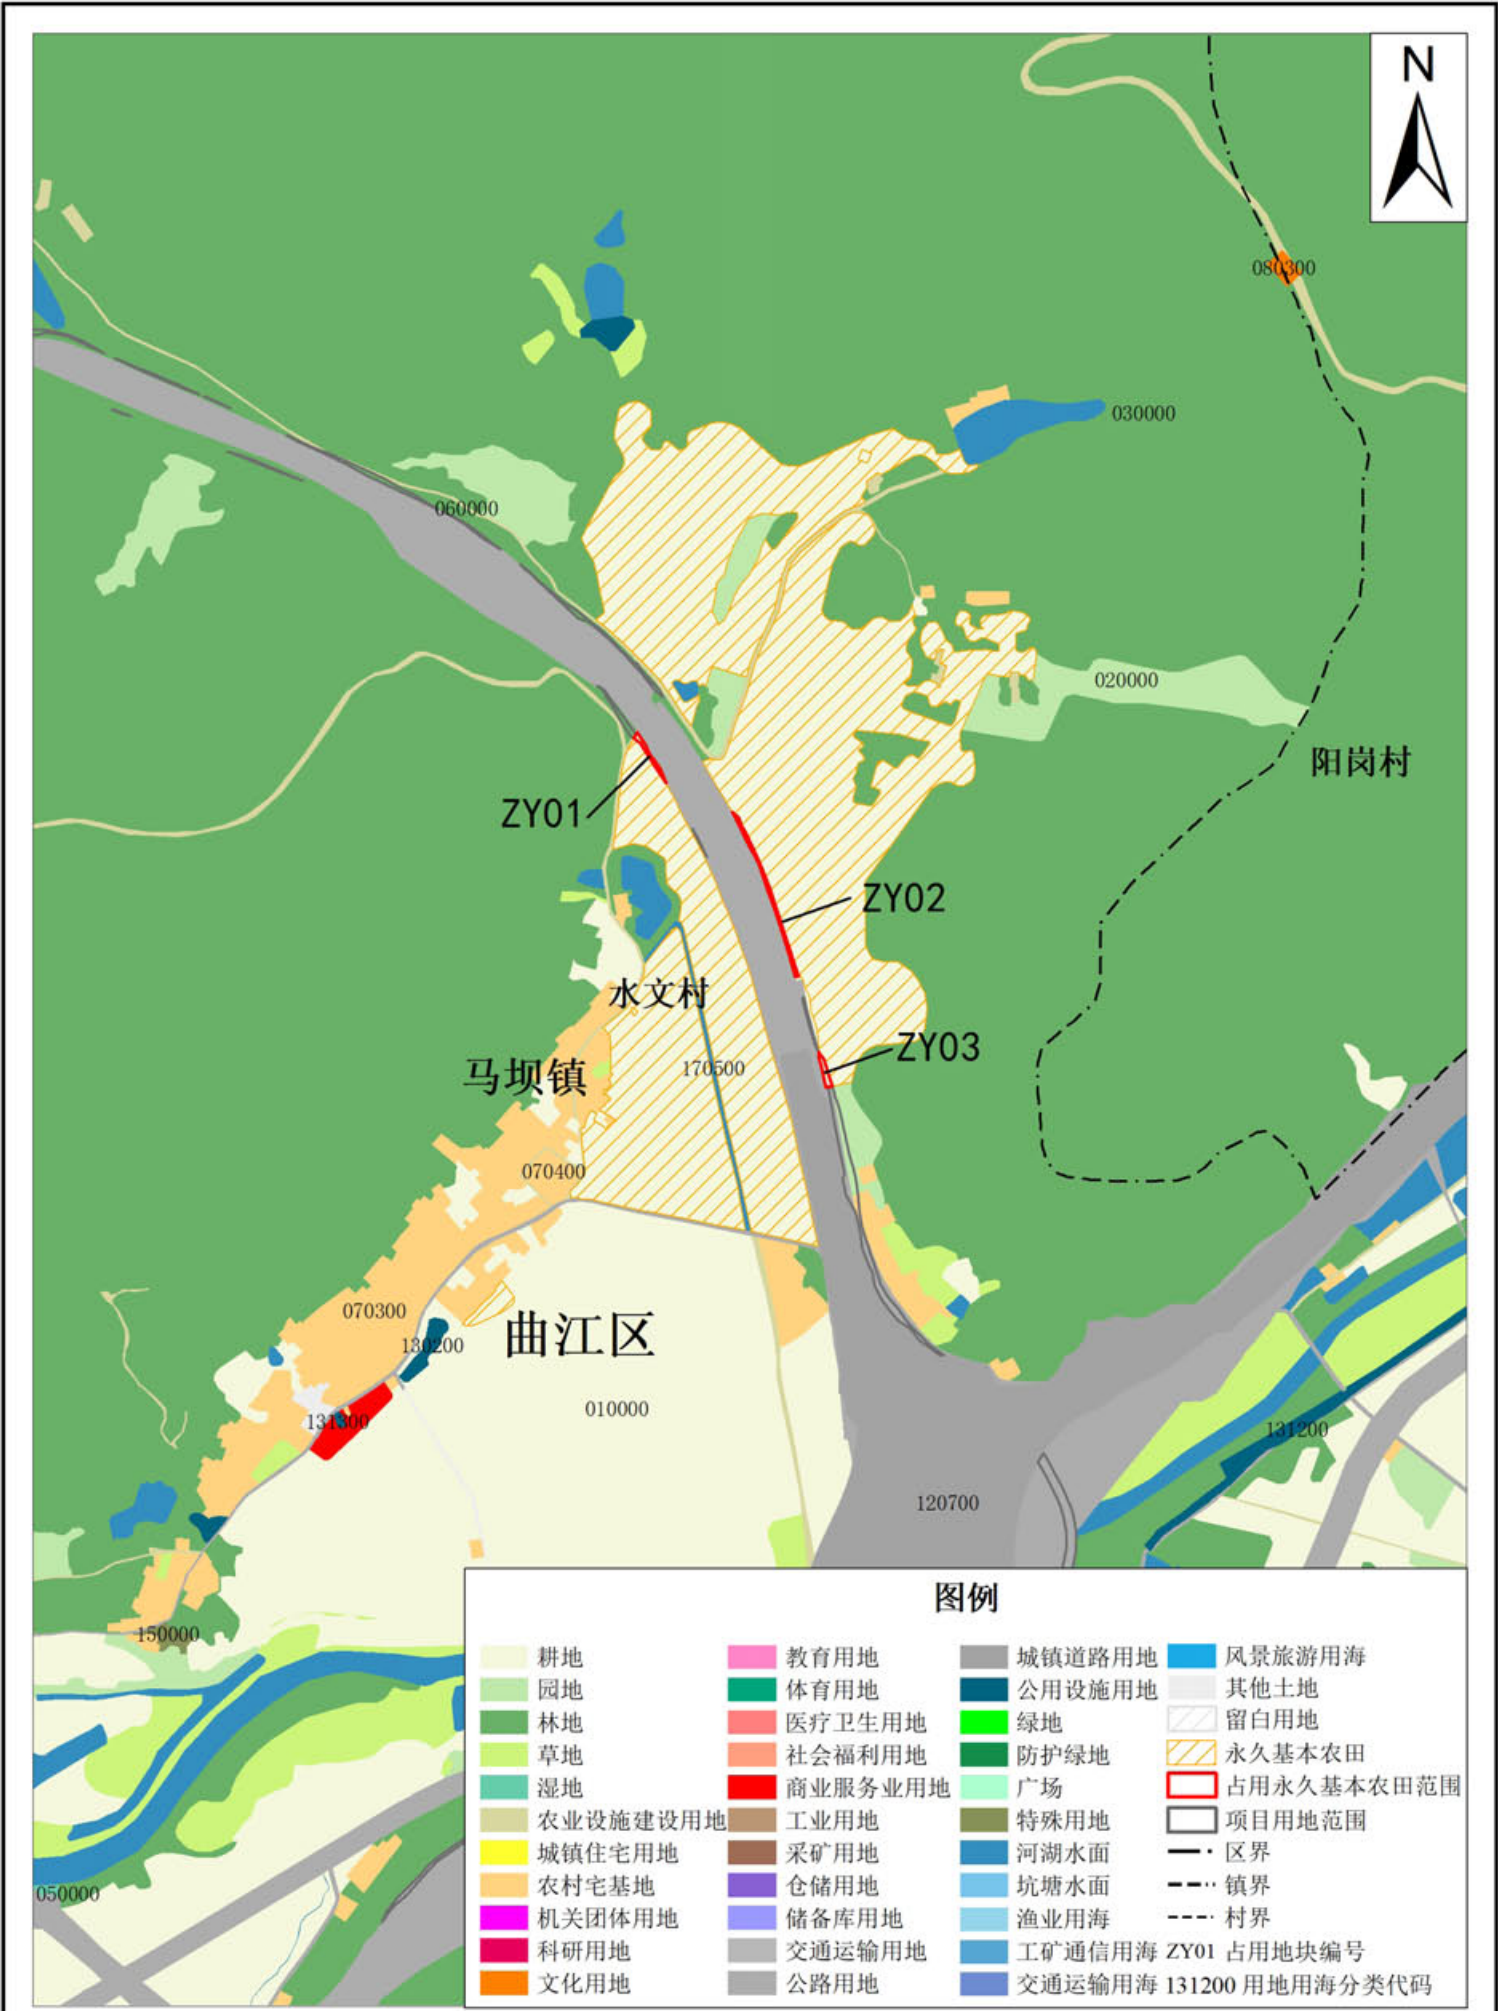 N
080300
030000
060000
020000
阳岗村
ZY01
ZY02
水文村
ZY03
马坝镇
170500
070400
070300
曲江区
130200
010000
131300
131200
120700
150000
050000
图例
耕地
园地
林地
草地
湿地
农业设施建设用地
城镇住宅用地
农村宅基地
机关团体用地
科研用地
文化用地
教育用地
体育用地
医疗卫生用地
社会福利用地
商业服务业用地
工业用地
采矿用地
仓储用地
储备库用地
交通运输用地
公路用地
城镇道路用地
公用设施用地
绿地
防护绿地
广场
特殊用地
河湖水面
坑塘水面
渔业用海
工矿通信用海
交通运输用海
风景旅游用海
其他土地
留白用地
永久基本农田
占用永久基本农田范围
项目用地范围
区界
镇界
村界
ZY01 占用地块编号
131200 用地用海分类代码